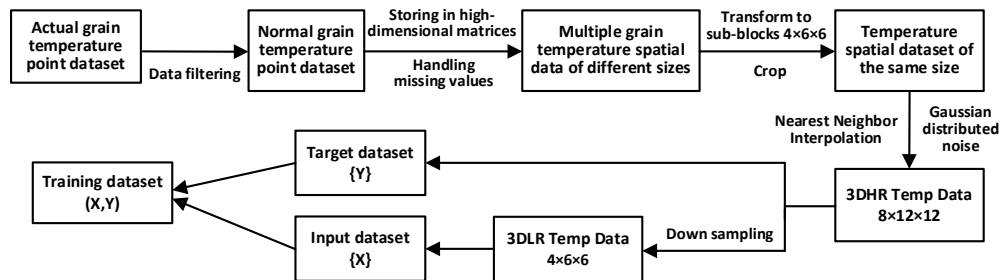 Actual grain
temperature
point dataset
Data filtering
Normal grain
temperature
point dataset
Storing in high-
dimensional matrices
Handling
missing values
Multiple grain
temperature spatial
data of different sizes
Transform to
sub-blocks 4×6×6
Crop
Temperature
spatial dataset of
the same size
Nearest Neighbor
Interpolation
Gaussian
distributed
noise
3DHR Temp Data
8×12×12
Down sampling
3DLR Temp Data
4×6×6
Target dataset
{Y}
Input dataset
{X}
Training dataset
(X,Y)